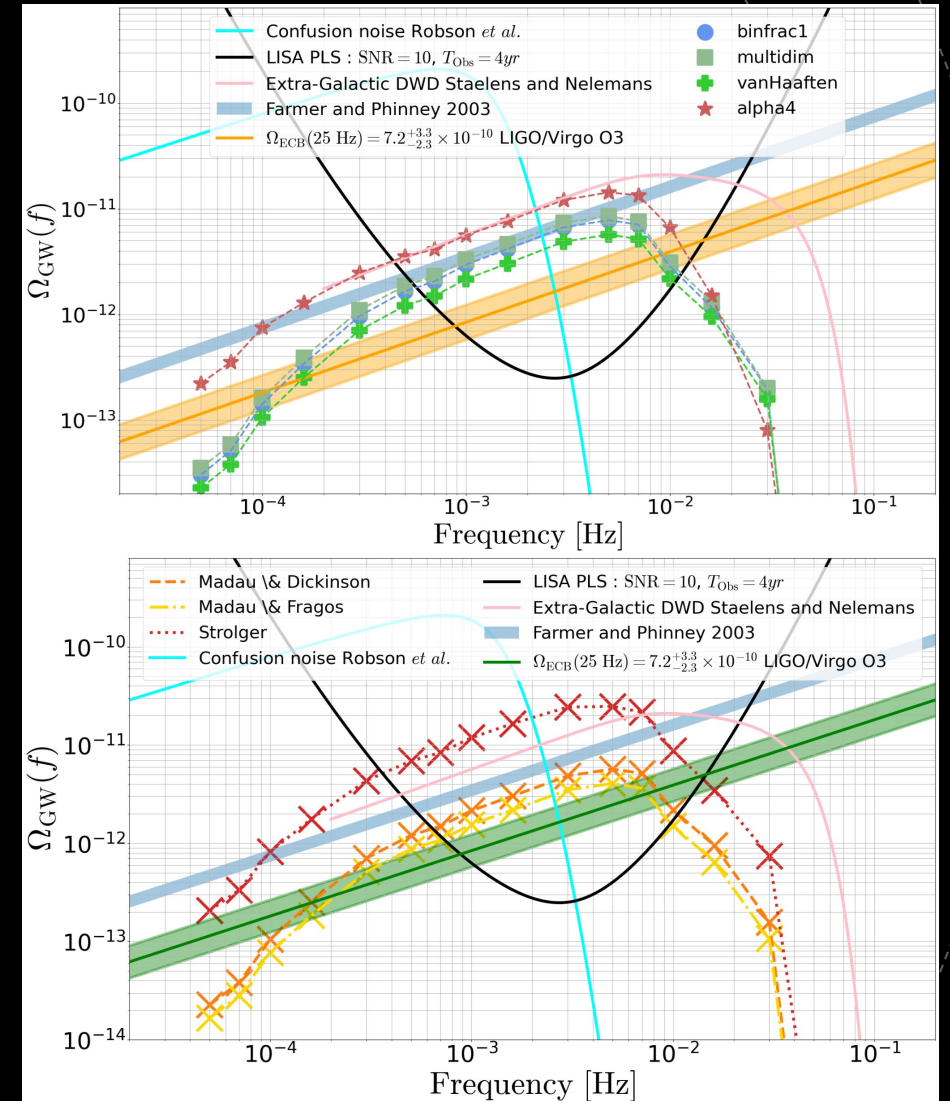 Confusion noise Robson et al.
LISA PLS : SNR = 10, T_Obs = 4yr
Extra-Galactic DWD Staelens and Nelemans
Farmer and Phinney 2003
Ω_ECB(25 Hz) = 7.2^{+3.3}_{−2.3} × 10^{−10} LIGO/Virgo O3
binfrac1
multidim
vanHaaften
alpha4
Ω_GW(f)
10^{−10}
10^{−11}
10^{−12}
10^{−13}
10^{−4} 10^{−3} 10^{−2} 10^{−1}
Frequency [Hz]
Madau \& Dickinson
Madau \& Fragos
Strolger
Confusion noise Robson et al.
LISA PLS : SNR = 10, T_Obs = 4yr
Extra-Galactic DWD Staelens and Nelemans
Farmer and Phinney 2003
Ω_ECB(25 Hz) = 7.2^{+3.3}_{−2.3} × 10^{−10} LIGO/Virgo O3
Ω_GW(f)
10^{−10}
10^{−11}
10^{−12}
10^{−13}
10^{−14}
10^{−4} 10^{−3} 10^{−2} 10^{−1}
Frequency [Hz]